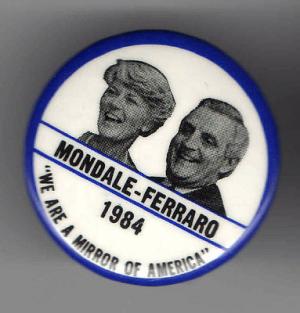 MONDALE-FERRARO
1984
"WE ARE A MIRROR OF AMERICA"